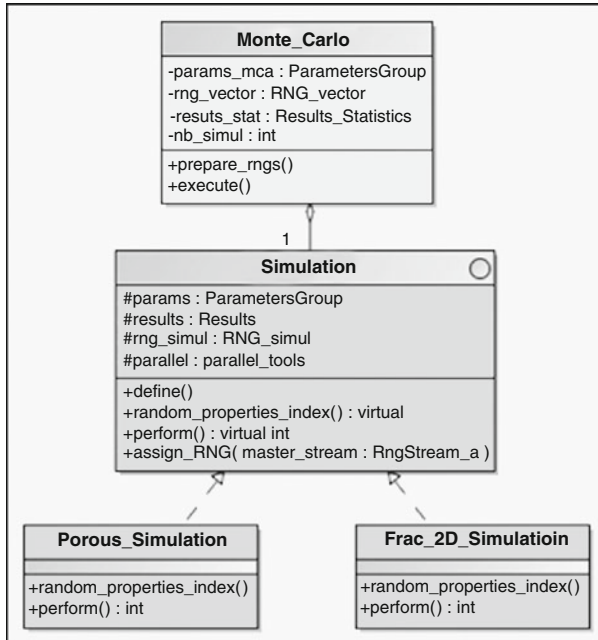 Monte_Carlo
-params_mca : ParametersGroup
-rng_vector : RNG_vector
-resuts_stat : Results_Statistics
-nb_simul : int
+prepare_rngs()
+execute()
1
Simulation
#params : ParametersGroup
#results : Results
#rng_simul : RNG_simul
#parallel : parallel_tools
+define()
+random_properties_index() : virtual
+perform() : virtual int
+assign_RNG( master_stream : RngStream_a )
Porous_Simulation
+random_properties_index()
+perform() : int
Frac_2D_Simulatioin
+random_properties_index()
+perform() : int